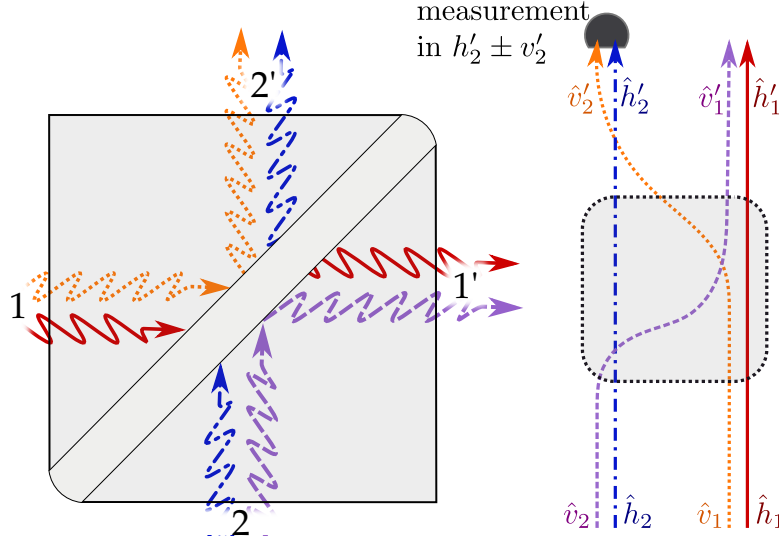 measurement
in h′₂ ± v′₂
2'
v̂′₂
ĥ′₂
v̂′₁
ĥ′₁
1
1'
2
v̂₂
ĥ₂
v̂₁
ĥ₁